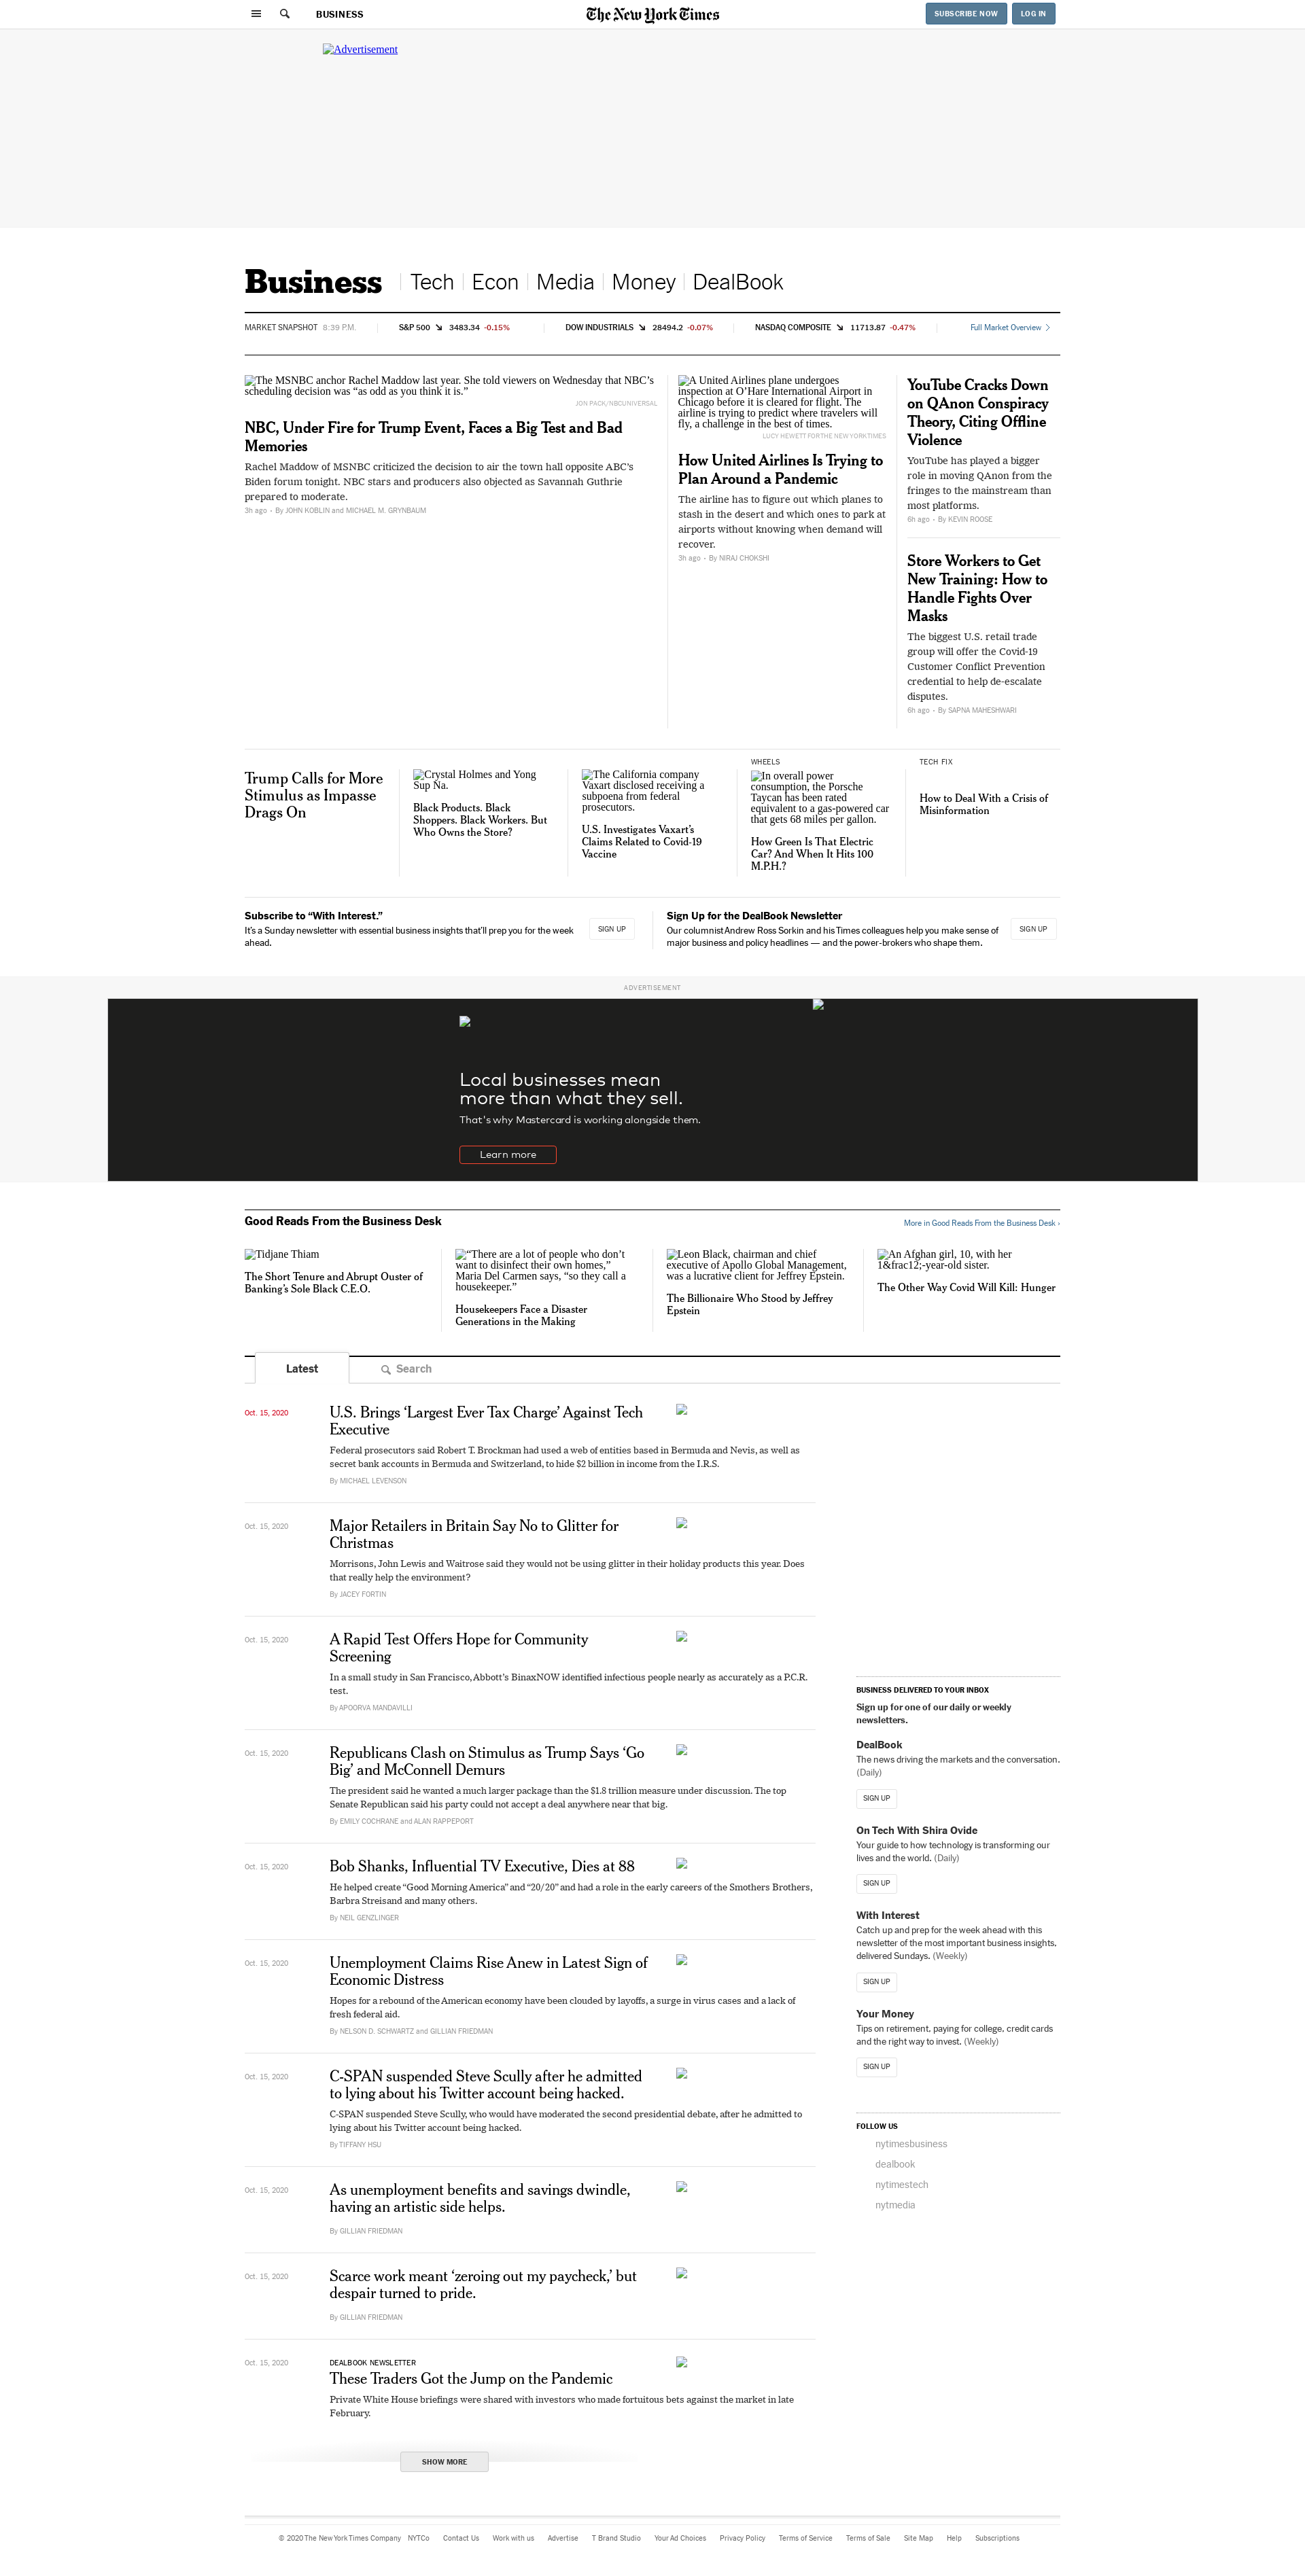 BUSINESS
The New York Times
SUBSCRIBE NOW
LOG IN
Advertisement
Business
Tech
Econ
Media
Money
DealBook
MARKET SNAPSHOT 8:39 P.M.
S&P 500 3483.34 -0.15%
DOW INDUSTRIALS 28494.2 -0.07%
NASDAQ COMPOSITE 11713.87 -0.47%
Full Market Overview
The MSNBC anchor Rachel Maddow last year. She told viewers on Wednesday that NBC’s
scheduling decision was “as odd as you think it is.”
JON PACK/NBCUNIVERSAL
NBC, Under Fire for Trump Event, Faces a Big Test and Bad
Memories
Rachel Maddow of MSNBC criticized the decision to air the town hall opposite ABC’s
Biden forum tonight. NBC stars and producers also objected as Savannah Guthrie
prepared to moderate.
3h ago • By JOHN KOBLIN and MICHAEL M. GRYNBAUM
A United Airlines plane undergoes
inspection at O’Hare International Airport in
Chicago before it is cleared for flight. The
airline is trying to predict where travelers will
fly, a challenge in the best of times.
LUCY HEWETT FOR THE NEW YORK TIMES
How United Airlines Is Trying to
Plan Around a Pandemic
The airline has to figure out which planes to
stash in the desert and which ones to park at
airports without knowing when demand will
recover.
3h ago • By NIRAJ CHOKSHI
YouTube Cracks Down
on QAnon Conspiracy
Theory, Citing Offline
Violence
YouTube has played a bigger
role in moving QAnon from the
fringes to the mainstream than
most platforms.
6h ago • By KEVIN ROOSE
Store Workers to Get
New Training: How to
Handle Fights Over
Masks
The biggest U.S. retail trade
group will offer the Covid-19
Customer Conflict Prevention
credential to help de-escalate
disputes.
6h ago • By SAPNA MAHESHWARI
Trump Calls for More
Stimulus as Impasse
Drags On
Crystal Holmes and Yong
Sup Na.
Black Products. Black
Shoppers. Black Workers. But
Who Owns the Store?
The California company
Vaxart disclosed receiving a
subpoena from federal
prosecutors.
U.S. Investigates Vaxart’s
Claims Related to Covid-19
Vaccine
WHEELS
In overall power
consumption, the Porsche
Taycan has been rated
equivalent to a gas-powered car
that gets 68 miles per gallon.
How Green Is That Electric
Car? And When It Hits 100
M.P.H.?
TECH FIX
How to Deal With a Crisis of
Misinformation
Subscribe to “With Interest.”
It’s a Sunday newsletter with essential business insights that’ll prep you for the week
ahead.
SIGN UP
Sign Up for the DealBook Newsletter
Our columnist Andrew Ross Sorkin and his Times colleagues help you make sense of
major business and policy headlines — and the power-brokers who shape them.
SIGN UP
ADVERTISEMENT
Local businesses mean
more than what they sell.
That's why Mastercard is working alongside them.
Learn more
Good Reads From the Business Desk
More in Good Reads From the Business Desk ›
Tidjane Thiam
The Short Tenure and Abrupt Ouster of
Banking’s Sole Black C.E.O.
“There are a lot of people who don’t
want to disinfect their own homes,”
Maria Del Carmen says, “so they call a
housekeeper.”
Housekeepers Face a Disaster
Generations in the Making
Leon Black, chairman and chief
executive of Apollo Global Management,
was a lucrative client for Jeffrey Epstein.
The Billionaire Who Stood by Jeffrey
Epstein
An Afghan girl, 10, with her
1&frac12;-year-old sister.
The Other Way Covid Will Kill: Hunger
Latest
Search
Oct. 15, 2020
U.S. Brings ‘Largest Ever Tax Charge’ Against Tech
Executive
Federal prosecutors said Robert T. Brockman had used a web of entities based in Bermuda and Nevis, as well as
secret bank accounts in Bermuda and Switzerland, to hide $2 billion in income from the I.R.S.
By MICHAEL LEVENSON
Oct. 15, 2020
Major Retailers in Britain Say No to Glitter for
Christmas
Morrisons, John Lewis and Waitrose said they would not be using glitter in their holiday products this year. Does
that really help the environment?
By JACEY FORTIN
Oct. 15, 2020
A Rapid Test Offers Hope for Community
Screening
In a small study in San Francisco, Abbott’s BinaxNOW identified infectious people nearly as accurately as a P.C.R.
test.
By APOORVA MANDAVILLI
Oct. 15, 2020
Republicans Clash on Stimulus as Trump Says ‘Go
Big’ and McConnell Demurs
The president said he wanted a much larger package than the $1.8 trillion measure under discussion. The top
Senate Republican said his party could not accept a deal anywhere near that big.
By EMILY COCHRANE and ALAN RAPPEPORT
Oct. 15, 2020
Bob Shanks, Influential TV Executive, Dies at 88
He helped create “Good Morning America” and “20/20” and had a role in the early careers of the Smothers Brothers,
Barbra Streisand and many others.
By NEIL GENZLINGER
Oct. 15, 2020
Unemployment Claims Rise Anew in Latest Sign of
Economic Distress
Hopes for a rebound of the American economy have been clouded by layoffs, a surge in virus cases and a lack of
fresh federal aid.
By NELSON D. SCHWARTZ and GILLIAN FRIEDMAN
Oct. 15, 2020
C-SPAN suspended Steve Scully after he admitted
to lying about his Twitter account being hacked.
C-SPAN suspended Steve Scully, who would have moderated the second presidential debate, after he admitted to
lying about his Twitter account being hacked.
By TIFFANY HSU
Oct. 15, 2020
As unemployment benefits and savings dwindle,
having an artistic side helps.
By GILLIAN FRIEDMAN
Oct. 15, 2020
Scarce work meant ‘zeroing out my paycheck,’ but
despair turned to pride.
By GILLIAN FRIEDMAN
Oct. 15, 2020
DEALBOOK NEWSLETTER
These Traders Got the Jump on the Pandemic
Private White House briefings were shared with investors who made fortuitous bets against the market in late
February.
SHOW MORE
BUSINESS DELIVERED TO YOUR INBOX
Sign up for one of our daily or weekly
newsletters.
DealBook
The news driving the markets and the conversation.
(Daily)
SIGN UP
On Tech With Shira Ovide
Your guide to how technology is transforming our
lives and the world. (Daily)
SIGN UP
With Interest
Catch up and prep for the week ahead with this
newsletter of the most important business insights,
delivered Sundays. (Weekly)
SIGN UP
Your Money
Tips on retirement, paying for college, credit cards
and the right way to invest. (Weekly)
SIGN UP
FOLLOW US
nytimesbusiness
dealbook
nytimestech
nytmedia
© 2020 The New York Times Company NYTCo Contact Us Work with us Advertise T Brand Studio Your Ad Choices Privacy Policy Terms of Service Terms of Sale Site Map Help Subscriptions